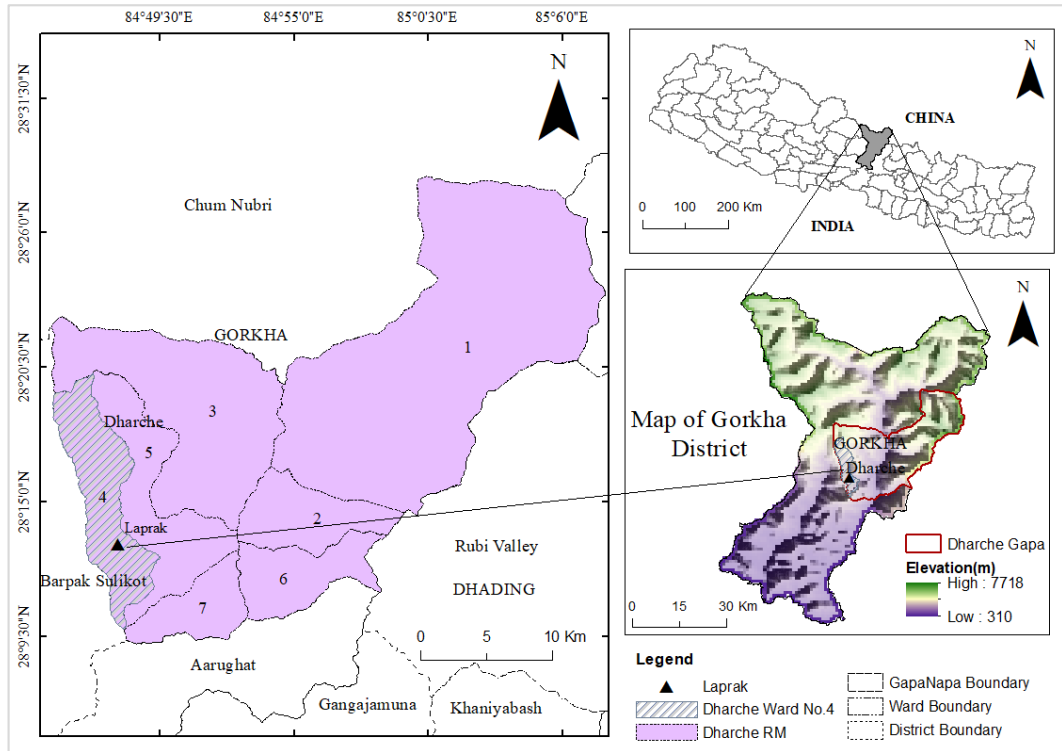 84°49'30"E
84°55'0"E
85°0'30"E
85°6'0"E
28°31'30"N
28°26'0"N
28°20'30"N
28°15'0"N
28°9'30"N
N
Chum Nubri
GORKHA
1
3
Dharche
5
4
2
Laprak
Barpak Sulikot
6
7
Rubi Valley
DHADING
0 5 10 Km
Aarughat
Gangajamuna
Khaniyabash
N
CHINA
INDIA
0 100 200 Km
N
Map of Gorkha
District
GORKHA
Dharche
Dharche Gapa
Elevation(m)
High : 7718
Low : 310
0 15 30 Km
Legend
Laprak
Dharche Ward No.4
Dharche RM
GapaNapa Boundary
Ward Boundary
District Boundary